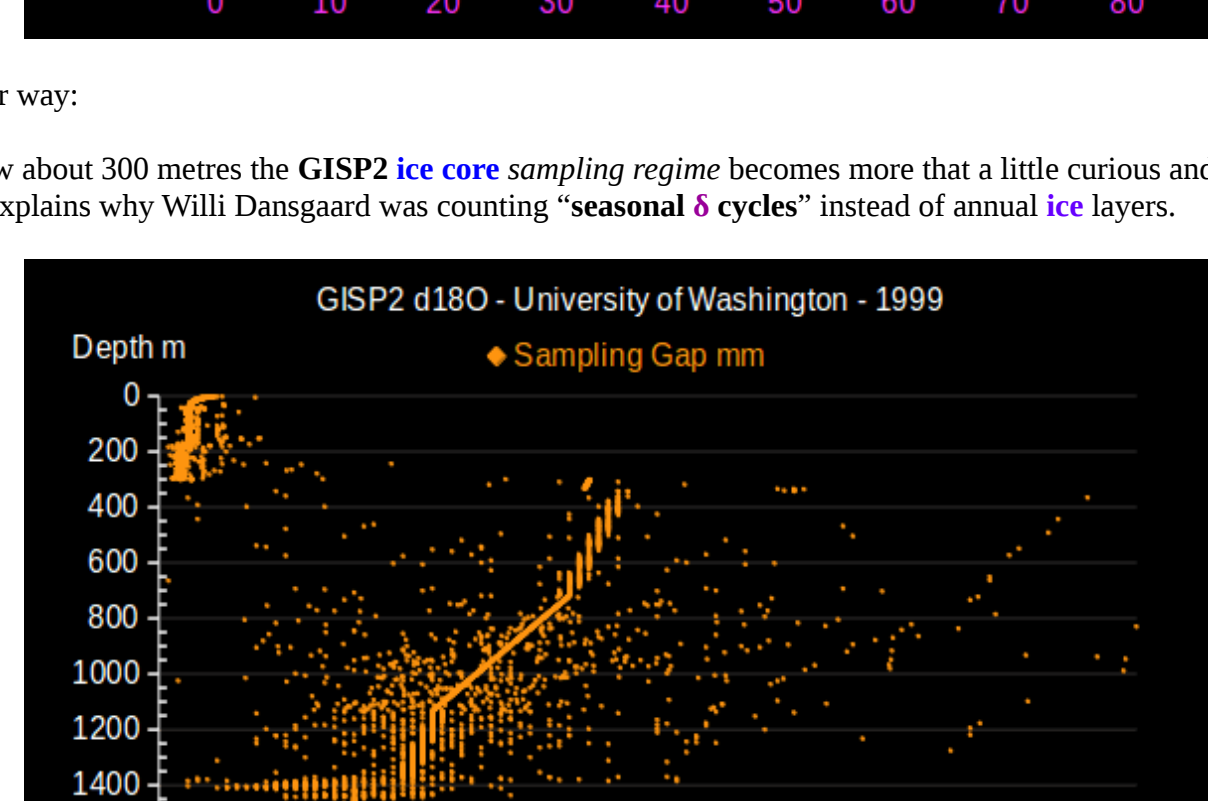 0 10 20 30 40 50 60 70 80
r way:
w about 300 metres the GISP2 ice core sampling regime becomes more that a little curious and
xplains why Willi Dansgaard was counting “seasonal δ cycles” instead of annual ice layers.
GISP2 d18O - University of Washington - 1999
Depth m
Sampling Gap mm
0
200
400
600
800
1000
1200
1400